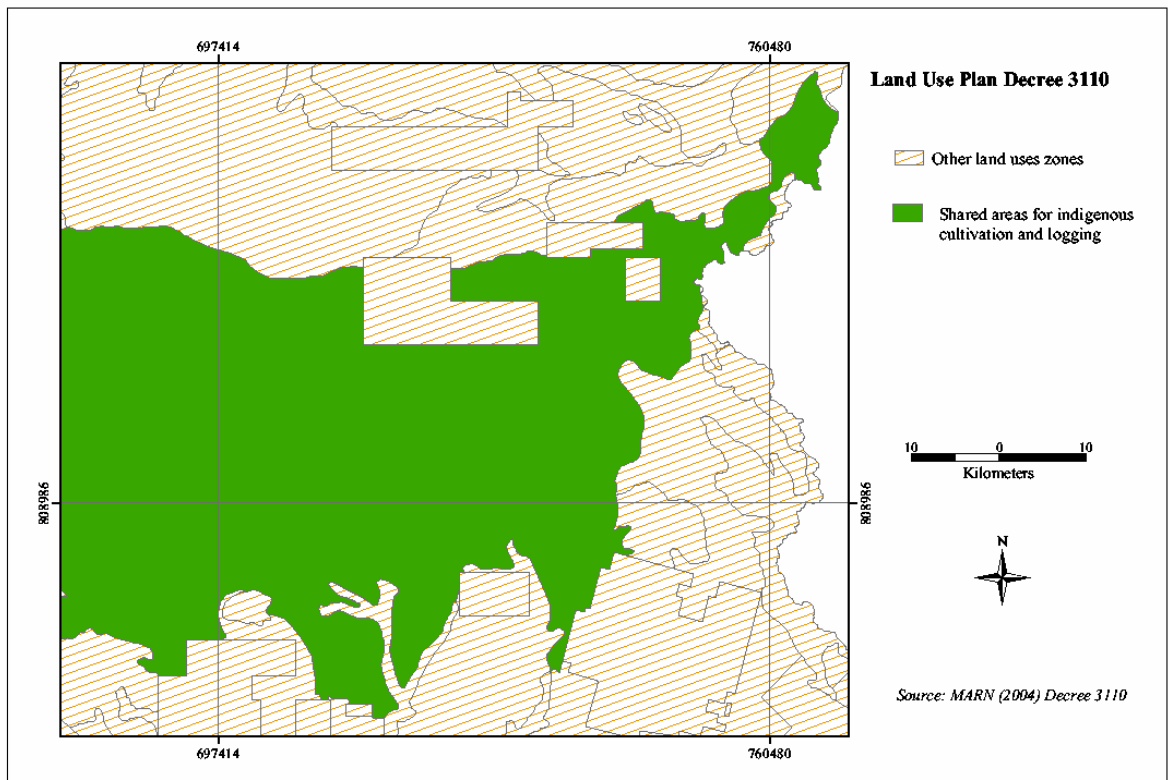 697414 760480
Land Use Plan Decree 3110
Other land uses zones
Shared areas for indigenous
cultivation and logging
10 0 10
Kilometers
808986 808986
N
Source: MARN (2004) Decree 3110
697414 760480